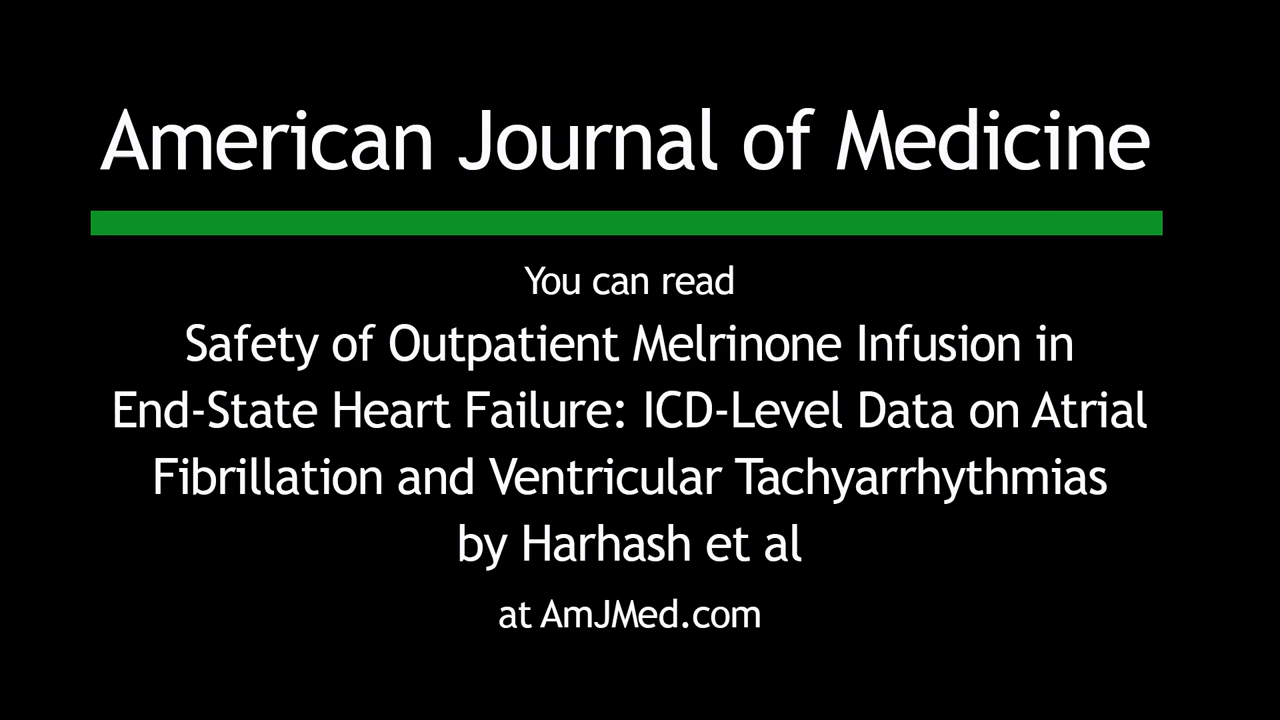 American Journal of Medicine
You can read
Safety of Outpatient Melrinone Infusion in
End-State Heart Failure: ICD-Level Data on Atrial
Fibrillation and Ventricular Tachyarrhythmias
by Harhash et al
at AmJMed.com